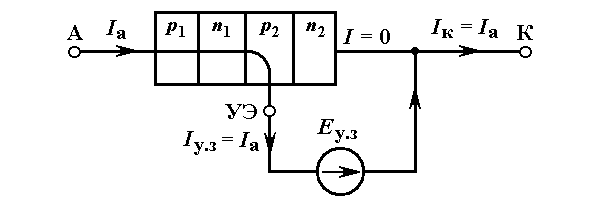 А Iа p1 n1 p2 n2 I = 0 Iк = Iа К
УЭ
Iу.з = Iа Eу.з